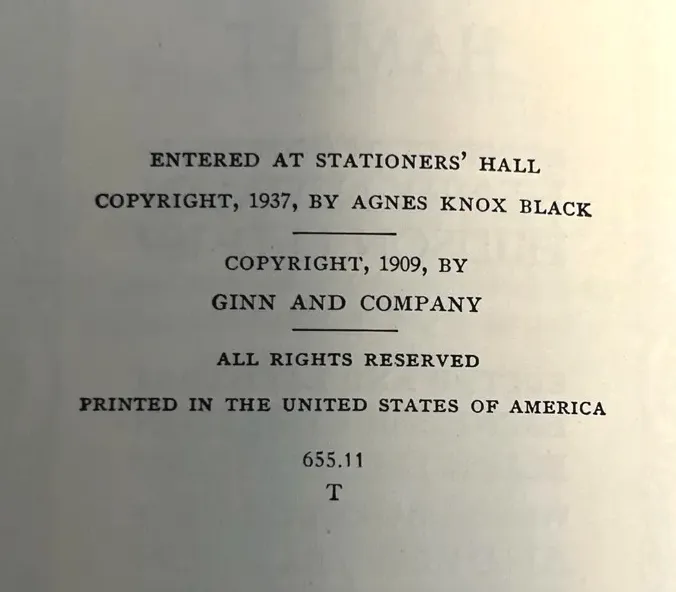 ENTERED AT STATIONERS' HALL
COPYRIGHT, 1937, BY AGNES KNOX BLACK
COPYRIGHT, 1909, BY
GINN AND COMPANY
ALL RIGHTS RESERVED
PRINTED IN THE UNITED STATES OF AMERICA
655.11
T